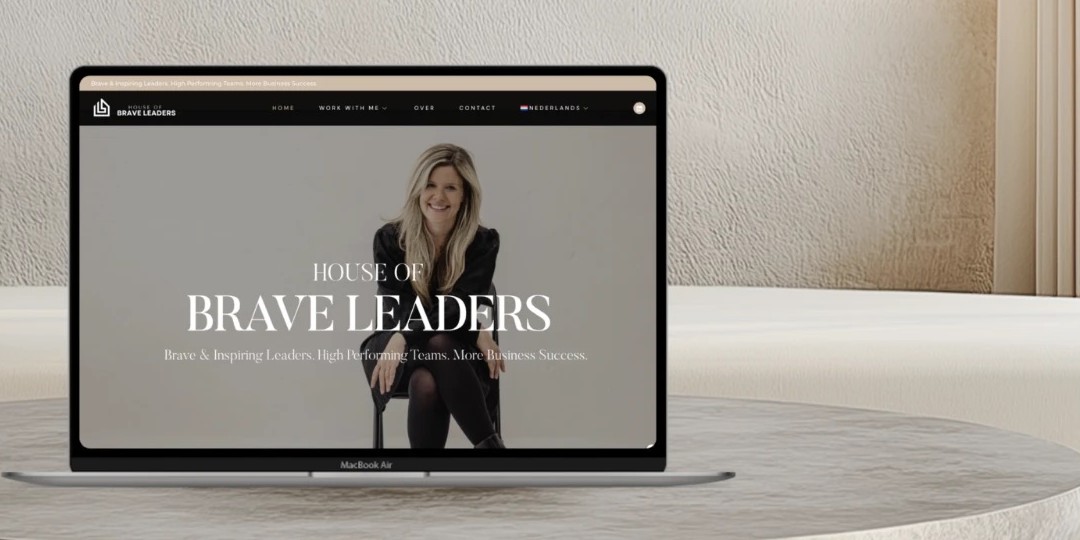 Brave & Inspiring Leaders. High Performing Teams. More Business Success.
HOUSE OF
BRAVE LEADERS
HOME
WORK WITH ME
OVER
CONTACT
NEDERLANDS
HOUSE OF
BRAVE LEADERS
Brave & Inspiring Leaders. High Performing Teams. More Business Success.
MacBook Air